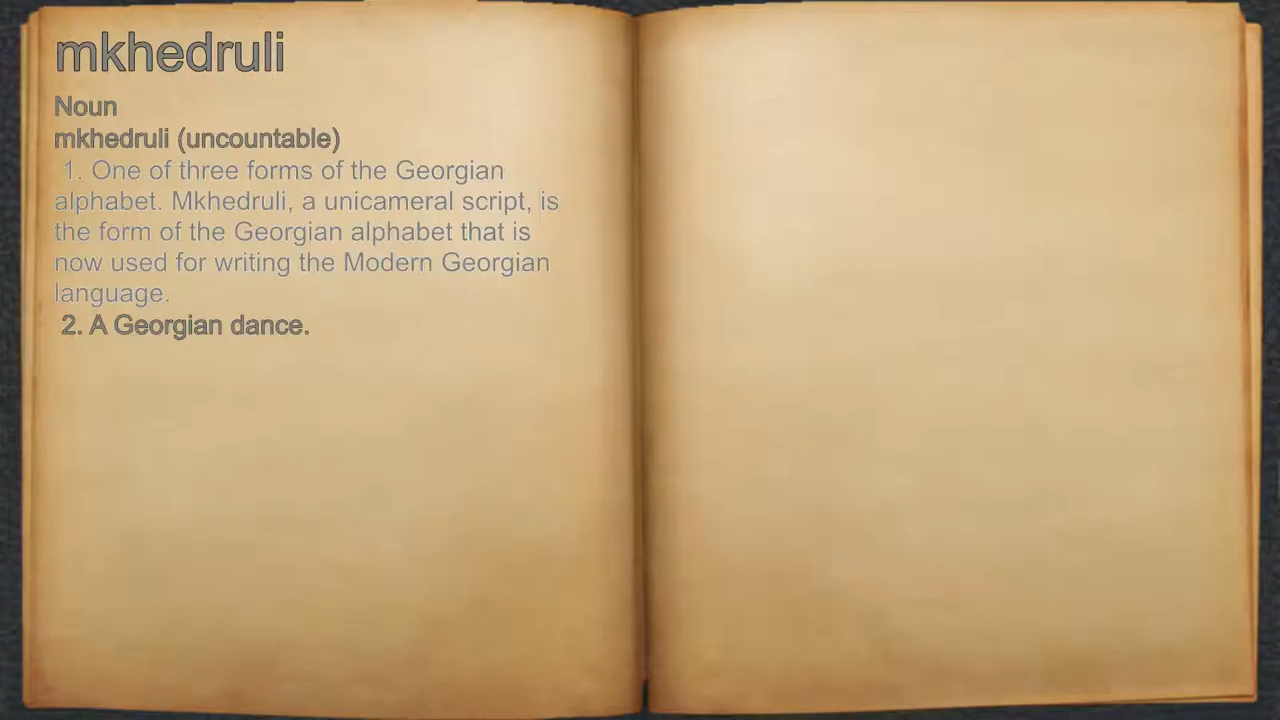 mkhedruli
Noun
mkhedruli (uncountable)
1. One of three forms of the Georgian
alphabet. Mkhedruli, a unicameral script, is
the form of the Georgian alphabet that is
now used for writing the Modern Georgian
language.
2. A Georgian dance.